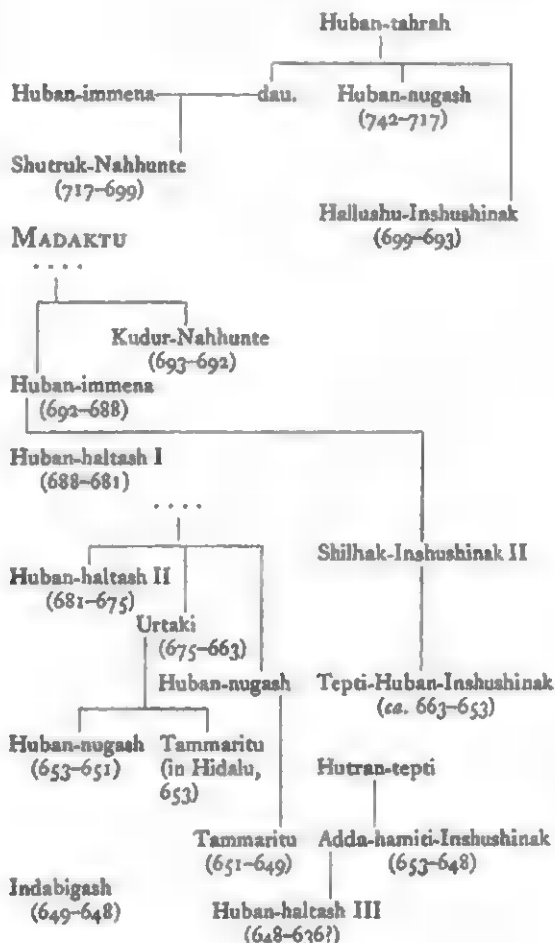 Huban-tahrah
Huban-immena dau. Huban-nugash
(742–717)
Shutruk-Nahhunte
(717–699)
Hallushu-Inshushinak
(699–693)
MADAKTU
. . . .
Kudur-Nahhunte
(693–692)
Huban-immena
(692–688)
Huban-haltash I
(688–681)
. . . .
Shilhak-Inshushinak II
Huban-haltash II
(681–675)
Urtaki
(675–663)
Huban-nugash Tepti-Huban-Inshushinak
(ca. 663–653)
Huban-nugash Tammaritu
(653–651) (in Hidalu,
653)
Hutran-tepti
Tammaritu Adda-hamiti-Inshushinak
(651–649) (653–648)
Indabigash
(649–648)
Huban-haltash III
(648–636?)